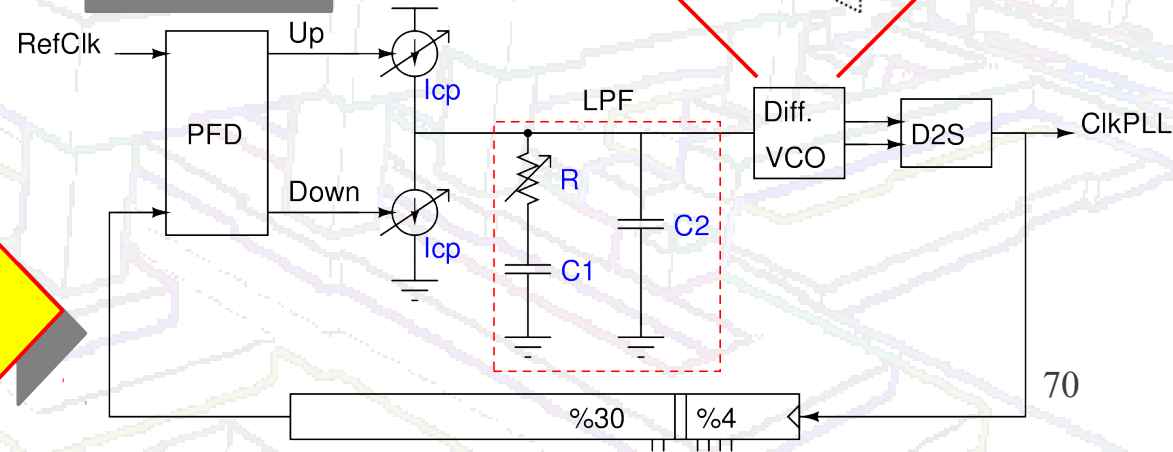 RefClk
Up
Icp
PFD
LPF
Diff.
VCO
D2S
ClkPLL
R
Down
Icp
C1
C2
70
%30
%4